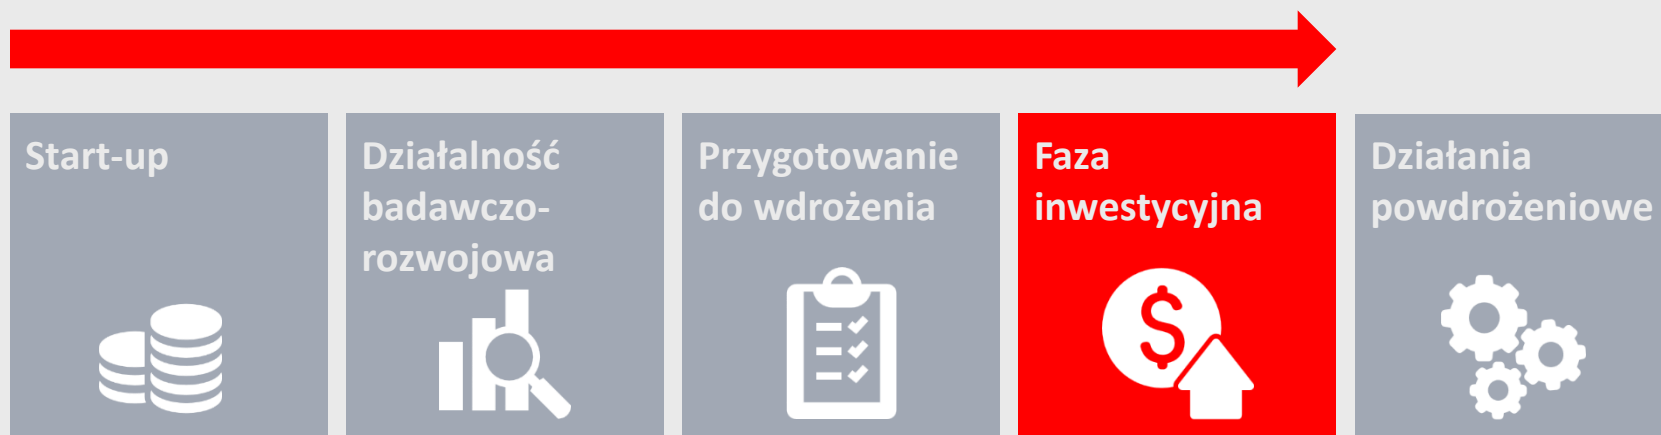 Start-up
Działalność
badawczo-
rozwojowa
Przygotowanie
do wdrożenia
Faza
inwestycyjna
$
Działania
powdrożeniowe